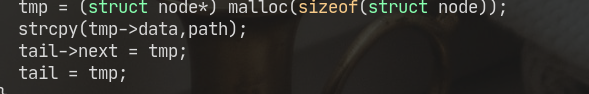 tmp = (struct node*) malloc(sizeof(struct node));
strcpy(tmp->data,path);
tail->next = tmp;
tail = tmp;